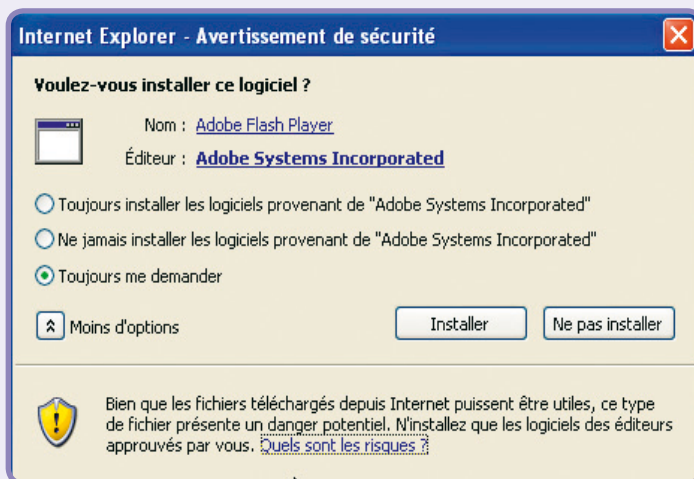 Internet Explorer - Avertissement de sécurité
Voulez-vous installer ce logiciel ?
Nom : Adobe Flash Player
Éditeur : Adobe Systems Incorporated
Toujours installer les logiciels provenant de "Adobe Systems Incorporated"
Ne jamais installer les logiciels provenant de "Adobe Systems Incorporated"
Toujours me demander
Moins d'options
Installer
Ne pas installer
Bien que les fichiers téléchargés depuis Internet puissent être utiles, ce type
de fichier présente un danger potentiel. N'installez que les logiciels des éditeurs
approuvés par vous. Quels sont les risques ?